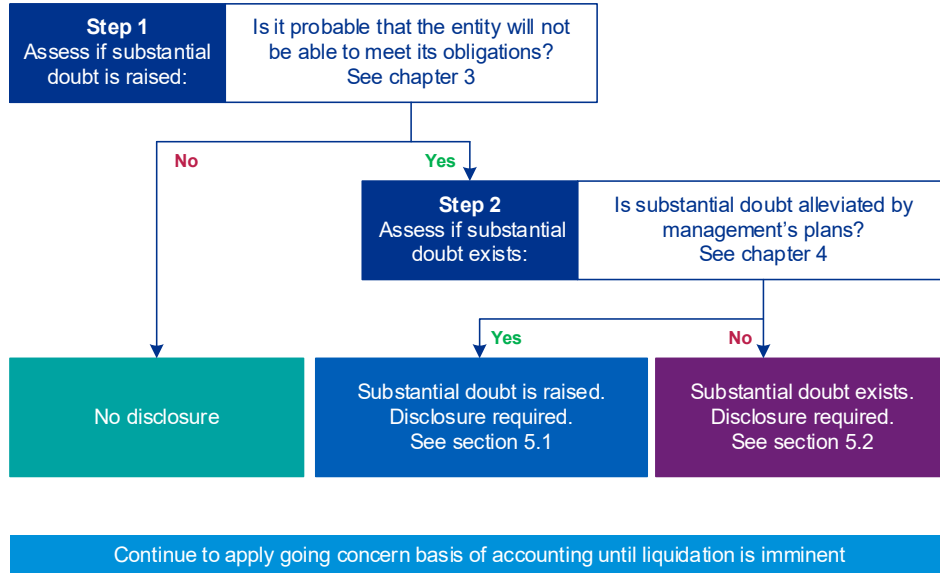 Step 1
Assess if substantial
doubt is raised:
Is it probable that the entity will not
be able to meet its obligations?
See chapter 3
No
Yes
Step 2
Assess if substantial
doubt exists:
Is substantial doubt alleviated by
management’s plans?
See chapter 4
Yes
No
No disclosure
Substantial doubt is raised.
Disclosure required.
See section 5.1
Substantial doubt exists.
Disclosure required.
See section 5.2
Continue to apply going concern basis of accounting until liquidation is imminent